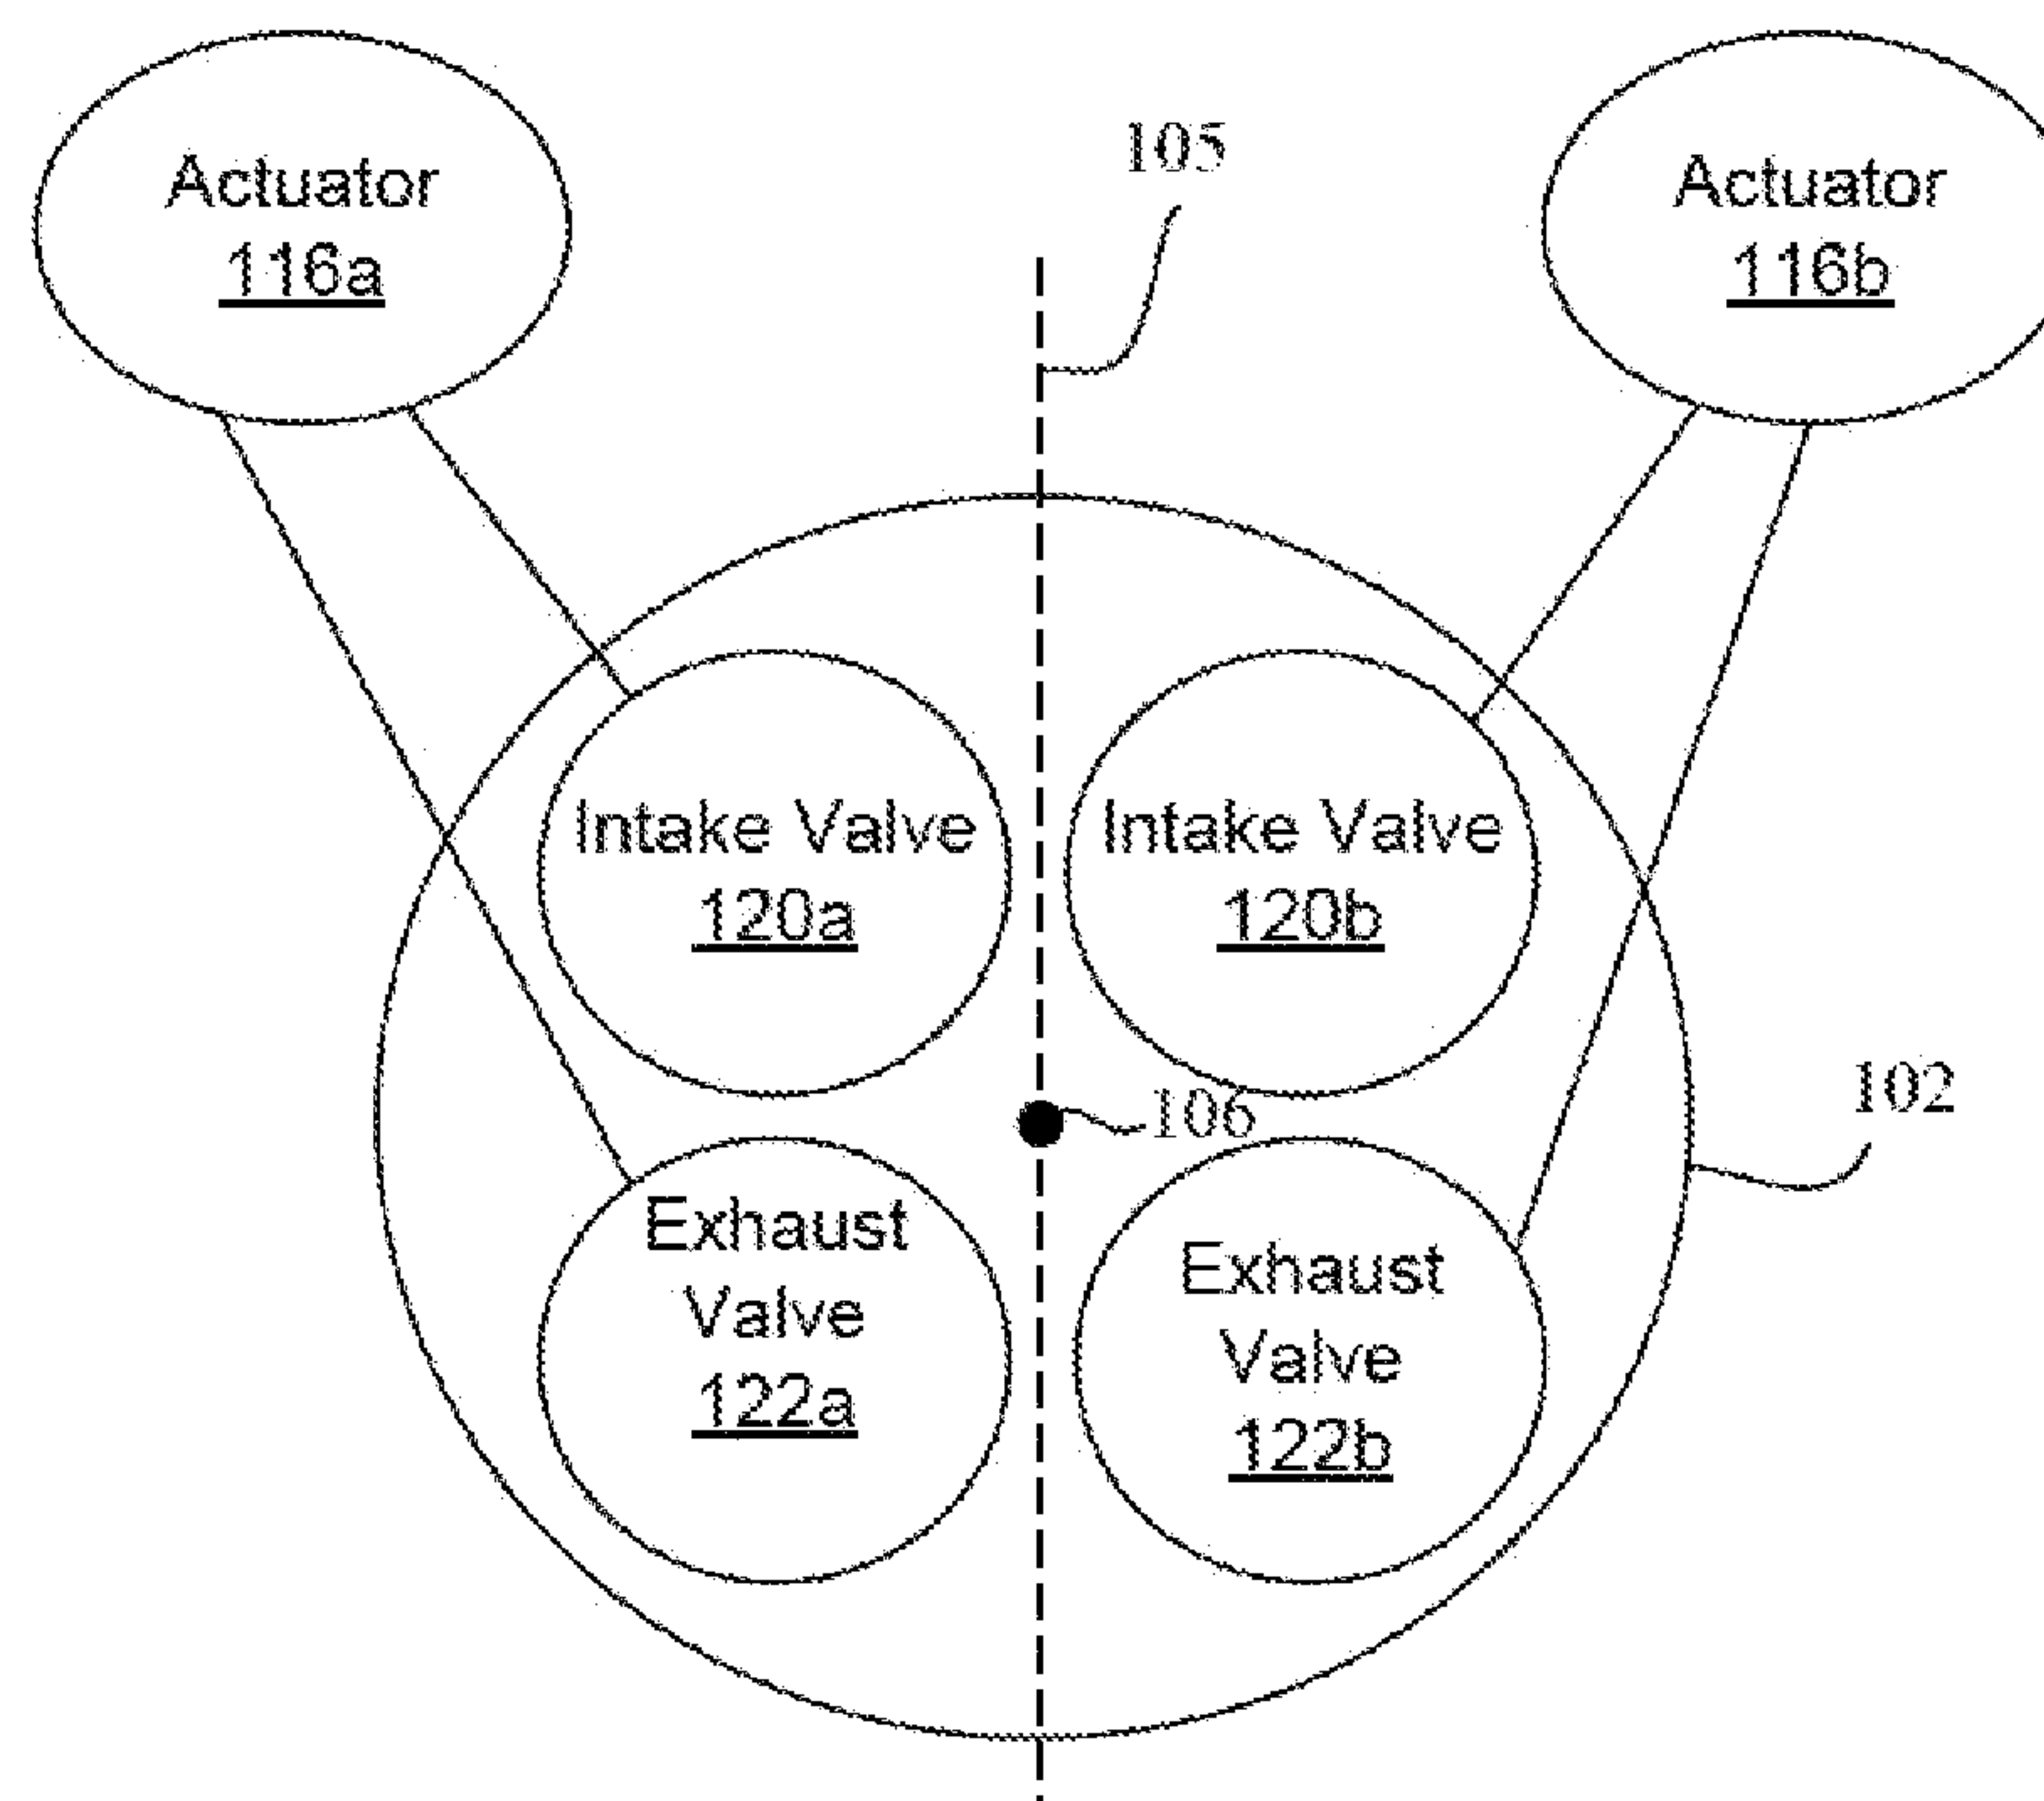 Actuator
116a
105
Actuator
116b
Intake Valve
120a
Intake Valve
120b
106
102
Exhaust
Valve
122a
Exhaust
Valve
122b